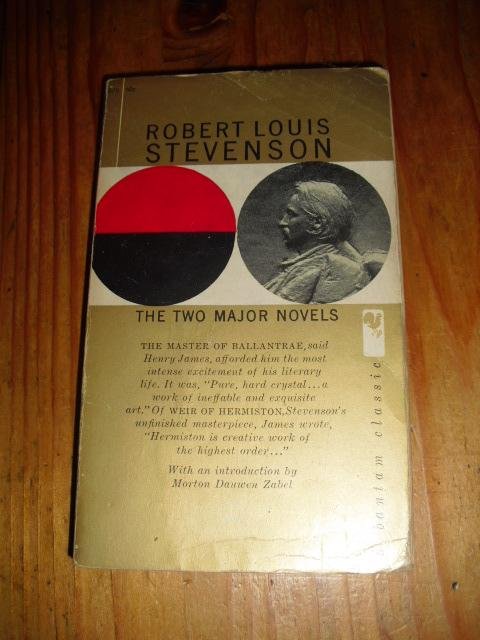 60c
ROBERT LOUIS
STEVENSON
THE TWO MAJOR NOVELS
THE MASTER OF BALLANTRAE, said
Henry James, afforded him the most
intense excitement of his literary
life. It was, "Pure, hard crystal...a
work of ineffable and exquisite
art." Of WEIR OF HERMISTON, Stevenson's
unfinished masterpiece, James wrote,
"Hermiston is creative work of
the highest order..."
With an introduction by
Morton Dauwen Zabel
a bantam classic